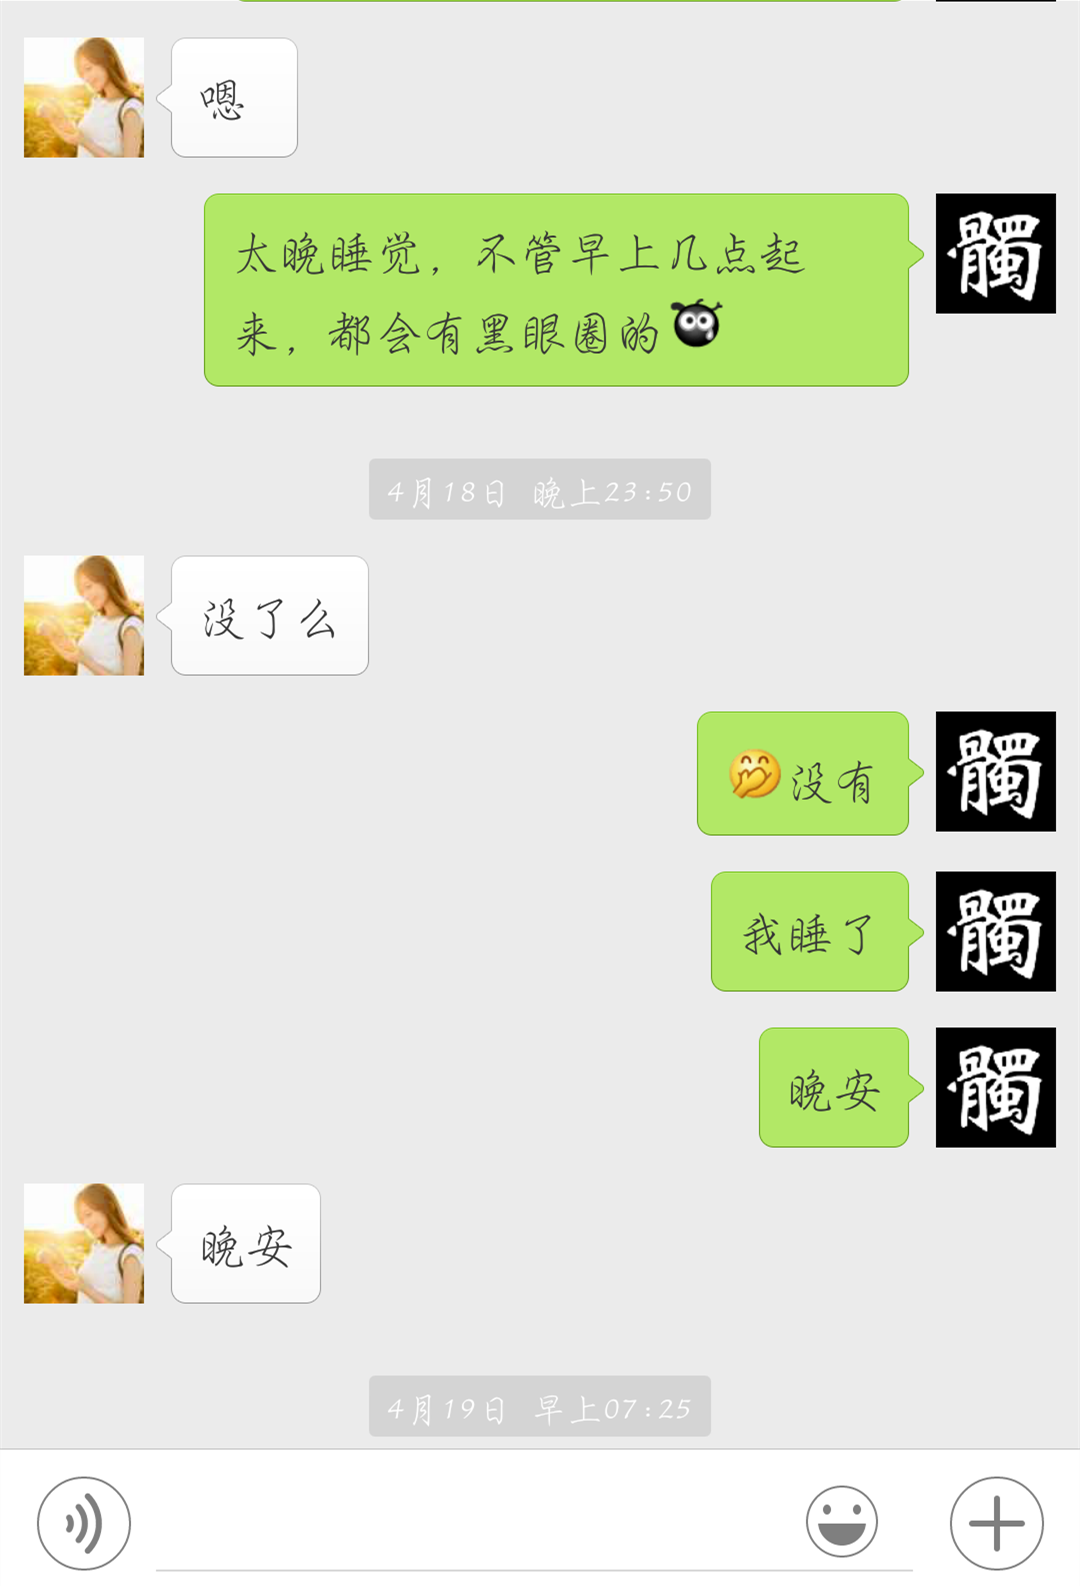 嗯
太晚睡觉，不管早上几点起
来，都会有黑眼圈的
髑
4月18日 晚上23:50
没了么
没有
髑
我睡了
髑
晚安
髑
晚安
4月19日 早上07:25